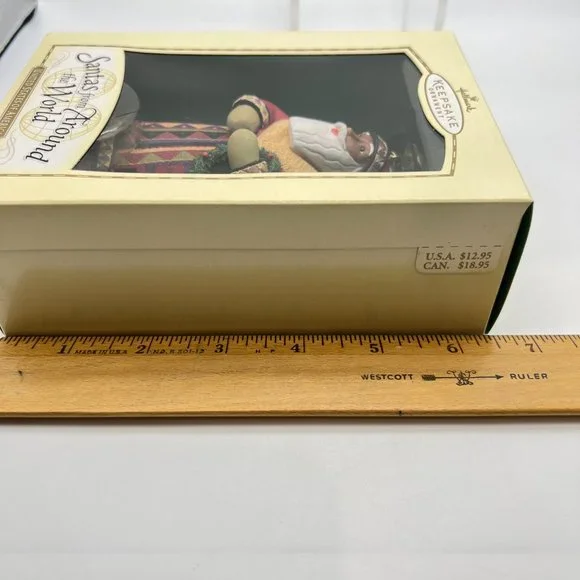 Santas from
Around
the World
Hallmark
KEEPSAKE
ORNAMENT
U.S.A. $12.95
CAN. $18.95
1 MADE IN U.S.A. 2 3 4 5 6 7
WESTCOTT RULER